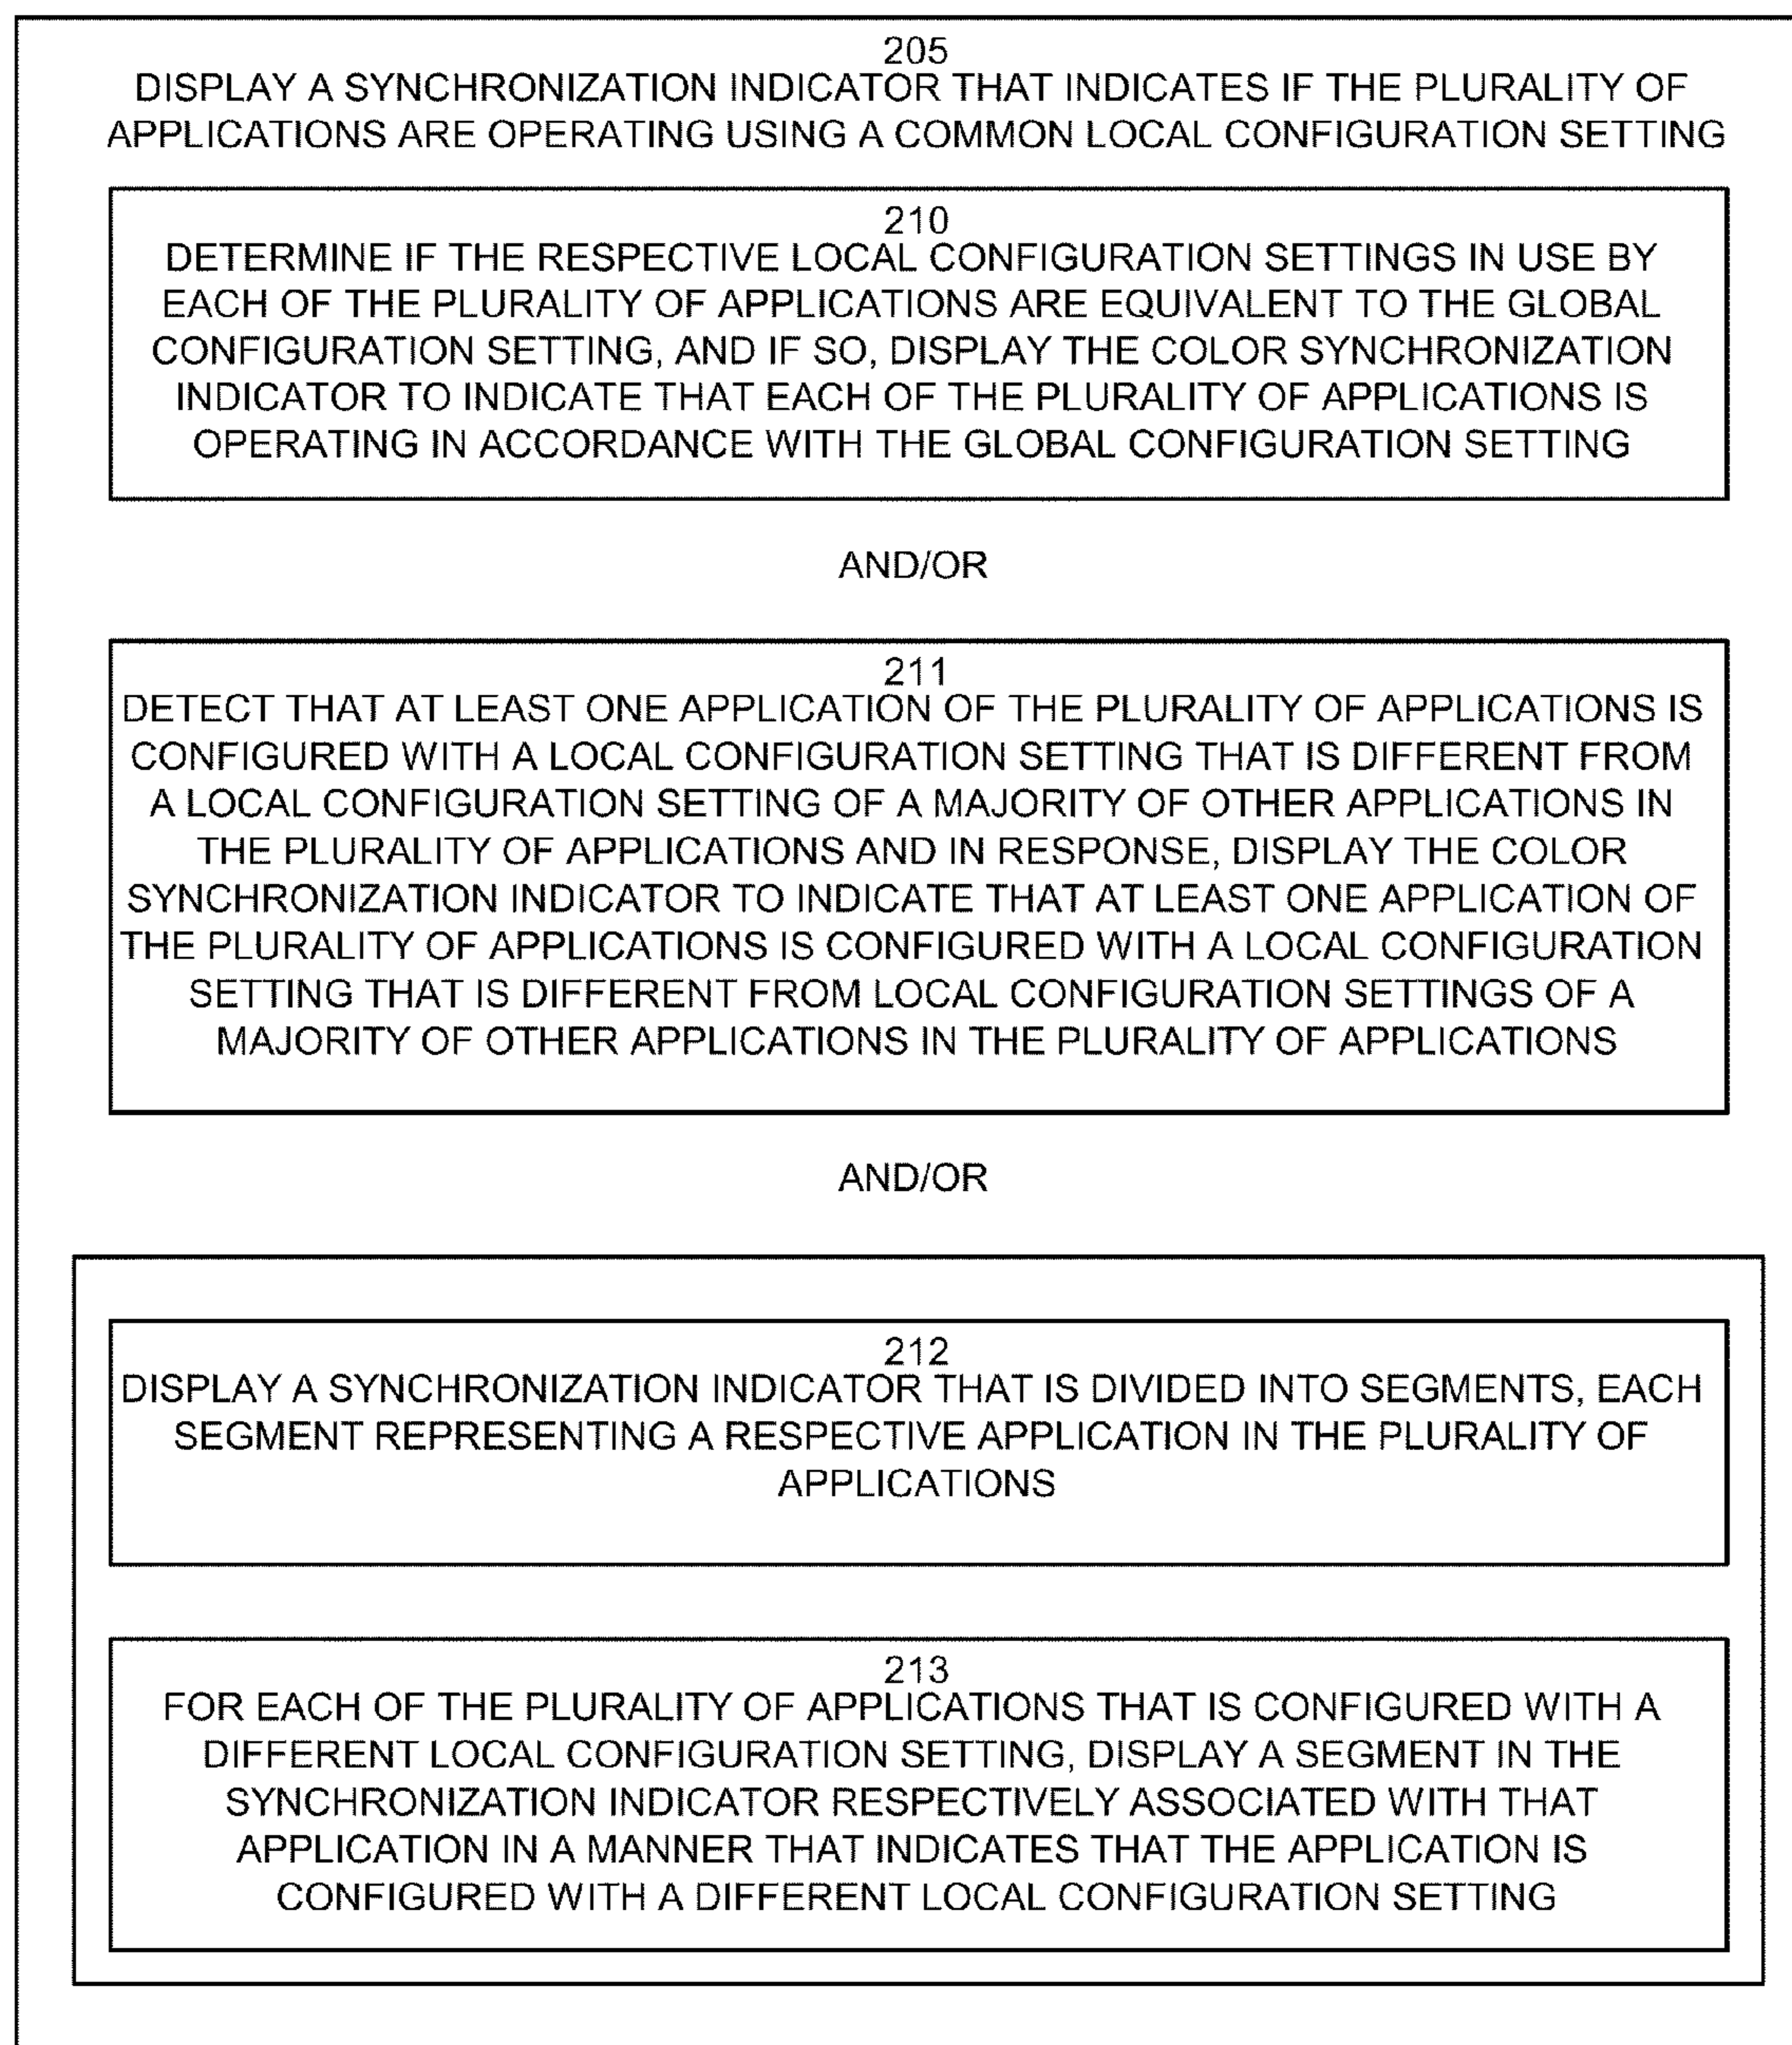 205
DISPLAY A SYNCHRONIZATION INDICATOR THAT INDICATES IF THE PLURALITY OF
APPLICATIONS ARE OPERATING USING A COMMON LOCAL CONFIGURATION SETTING
210
DETERMINE IF THE RESPECTIVE LOCAL CONFIGURATION SETTINGS IN USE BY
EACH OF THE PLURALITY OF APPLICATIONS ARE EQUIVALENT TO THE GLOBAL
CONFIGURATION SETTING, AND IF SO, DISPLAY THE COLOR SYNCHRONIZATION
INDICATOR TO INDICATE THAT EACH OF THE PLURALITY OF APPLICATIONS IS
OPERATING IN ACCORDANCE WITH THE GLOBAL CONFIGURATION SETTING
AND/OR
211
DETECT THAT AT LEAST ONE APPLICATION OF THE PLURALITY OF APPLICATIONS IS
CONFIGURED WITH A LOCAL CONFIGURATION SETTING THAT IS DIFFERENT FROM
A LOCAL CONFIGURATION SETTING OF A MAJORITY OF OTHER APPLICATIONS IN
THE PLURALITY OF APPLICATIONS AND IN RESPONSE, DISPLAY THE COLOR
SYNCHRONIZATION INDICATOR TO INDICATE THAT AT LEAST ONE APPLICATION OF
THE PLURALITY OF APPLICATIONS IS CONFIGURED WITH A LOCAL CONFIGURATION
SETTING THAT IS DIFFERENT FROM LOCAL CONFIGURATION SETTINGS OF A
MAJORITY OF OTHER APPLICATIONS IN THE PLURALITY OF APPLICATIONS
AND/OR
212
DISPLAY A SYNCHRONIZATION INDICATOR THAT IS DIVIDED INTO SEGMENTS, EACH
SEGMENT REPRESENTING A RESPECTIVE APPLICATION IN THE PLURALITY OF
APPLICATIONS
213
FOR EACH OF THE PLURALITY OF APPLICATIONS THAT IS CONFIGURED WITH A
DIFFERENT LOCAL CONFIGURATION SETTING, DISPLAY A SEGMENT IN THE
SYNCHRONIZATION INDICATOR RESPECTIVELY ASSOCIATED WITH THAT
APPLICATION IN A MANNER THAT INDICATES THAT THE APPLICATION IS
CONFIGURED WITH A DIFFERENT LOCAL CONFIGURATION SETTING